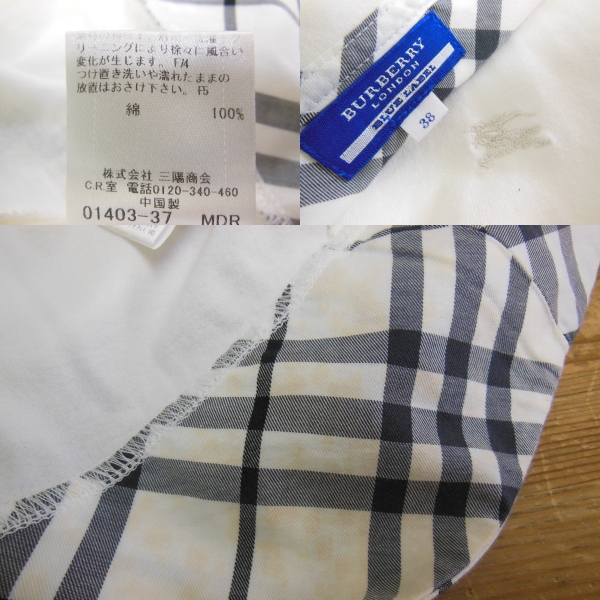 リーニングにより徐々に風合い
変化が生じます。 F/4
つけ置き洗いや濡れたままの
放置はおさけ下さい。 F5
綿 100%
株式会社 三陽商会
C.R.室 電話0120-340-460
中国製
01403-37 MDR
BURBERRY
LONDON
BLUE LABEL
38